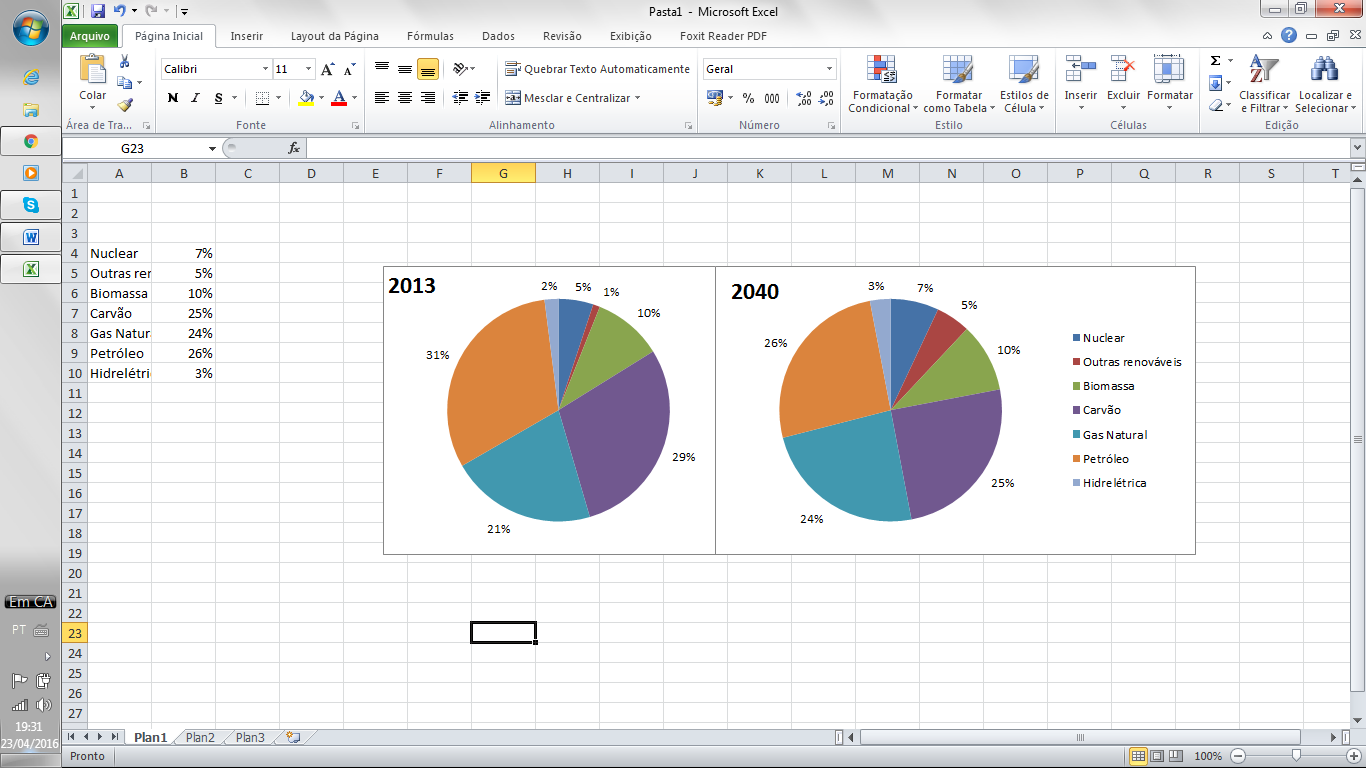 Pasta1 - Microsoft Excel
Arquivo Página Inicial Inserir Layout da Página Fórmulas Dados Revisão Exibição Foxit Reader PDF
Colar
Área de Tra...
Calibri 11
N I S
Fonte
Quebrar Texto Automaticamente
Mesclar e Centralizar
Alinhamento
Geral
% 000
Número
Formatação Condicional
Formatar como Tabela
Estilos de Célula
Estilo
Inserir Excluir Formatar
Células
Classificar e Filtrar
Localizar e Selecionar
Edição
G23 fx
A B C D E F G H I J K L M N O P Q R S T
1
2
3
4 Nuclear 7%
5 Outras rer 5%
6 Biomassa 10%
7 Carvão 25%
8 Gas Natura 24%
9 Petróleo 26%
10 Hidrelétri 3%
11
12
13
14
15
16
17
18
19
20
21
22
23
24
25
26
27
2013
2% 5% 1%
10%
31%
29%
21%
2040
3% 7%
5%
26%
10%
25%
24%
Nuclear
Outras renováveis
Biomassa
Carvão
Gas Natural
Petróleo
Hidrelétrica
Em CA
PT
19:31
23/04/2016
Plan1 Plan2 Plan3
Pronto
100%